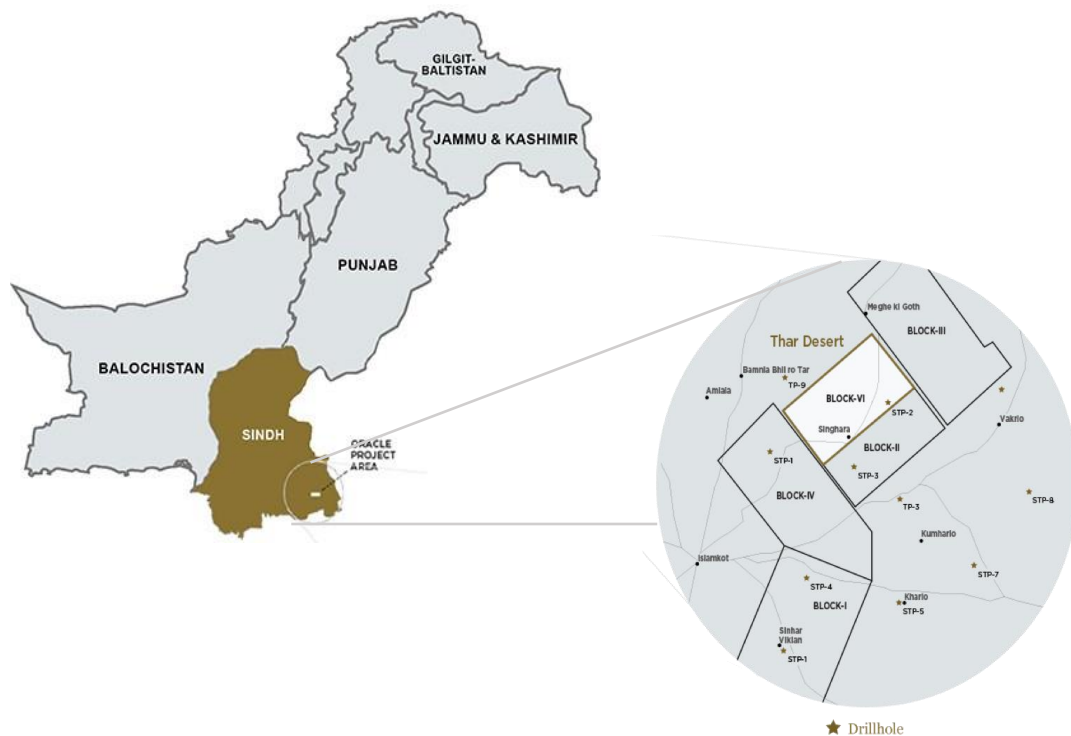 GILGIT-
BALTISTAN
JAMMU & KASHIMIR
PUNJAB
BALOCHISTAN
SINDH
ORACLE
PROJECT
AREA
Meghe ki Goth
BLOCK-III
Thar Desert
Bamnia Bhil ro Tar
TP-9
Amlala
BLOCK-VI
STP-2
Vakrio
Singhara
BLOCK-II
STP-1
STP-3
BLOCK-IV
STP-8
TP-3
Kumhario
Islamkot
STP-7
STP-4
BLOCK-I
Khario
STP-5
Sinhar
Vikian
STP-1
Drillhole